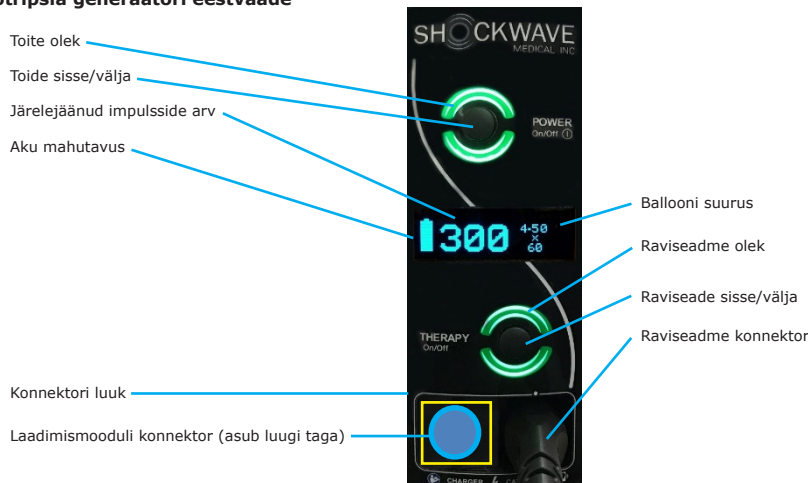 generaatori eestvaade
Toite olek
Toide sisse/välja
Järelejäänud impulsside arv
Aku mahutavus
SHOCKWAVE
MEDICAL INC
POWER
On/Off
300
4.50
x
60
Ballooni suurus
Raviseadme olek
Raviseade sisse/välja
Raviseadme konnektor
THERAPY
On/Off
Konnektori luuk
Laadimismooduli konnektor (asub luugi taga)
CHARGER